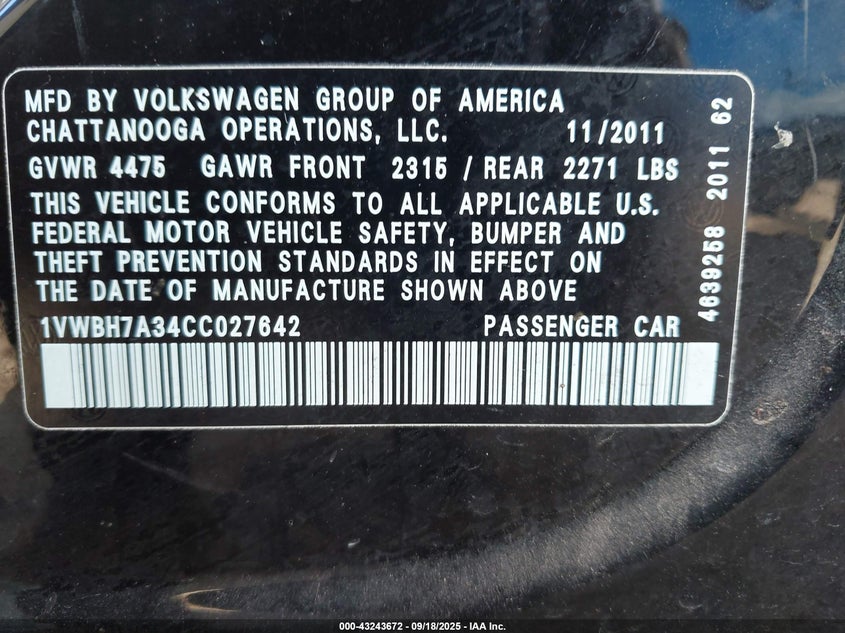 MFD BY VOLKSWAGEN GROUP OF AMERICA
CHATTANOOGA OPERATIONS, LLC. 11/2011
GVWR 4475 GAWR FRONT 2315 / REAR 2271 LBS
THIS VEHICLE CONFORMS TO ALL APPLICABLE U.S.
FEDERAL MOTOR VEHICLE SAFETY, BUMPER AND
THEFT PREVENTION STANDARDS IN EFFECT ON
THE DATE OF MANUFACTURE SHOWN ABOVE
1VWBH7A34CC027642 PASSENGER CAR
4639258 2011 62
000-43243672 - 09/18/2025 - IAA Inc.